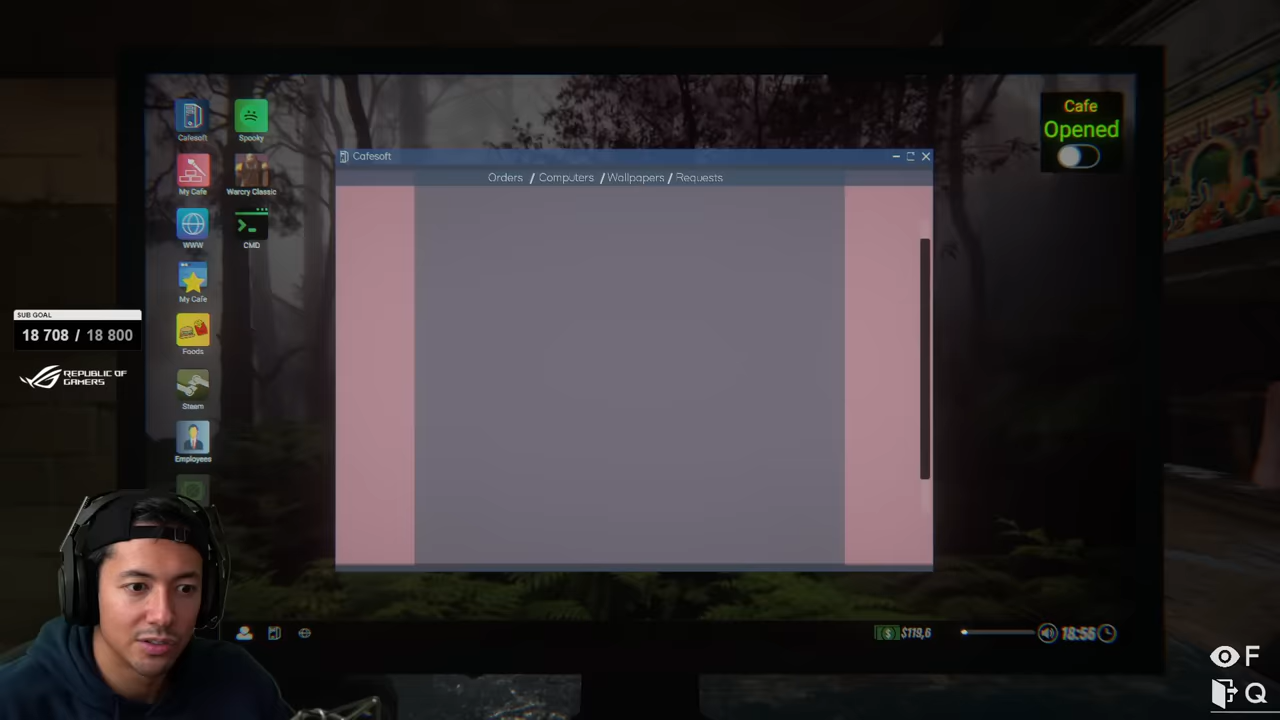 Cafesoft
Spooky
My Cafe
Warcry Classic
WWW
CMD
My Cafe
Foods
Steam
Employees
Cafesoft
Orders / Computers / Wallpapers / Requests
Cafe
Opened
SUB GOAL
18 708 / 18 800
REPUBLIC OF
GAMERS
$119,6
18:56
F
Q